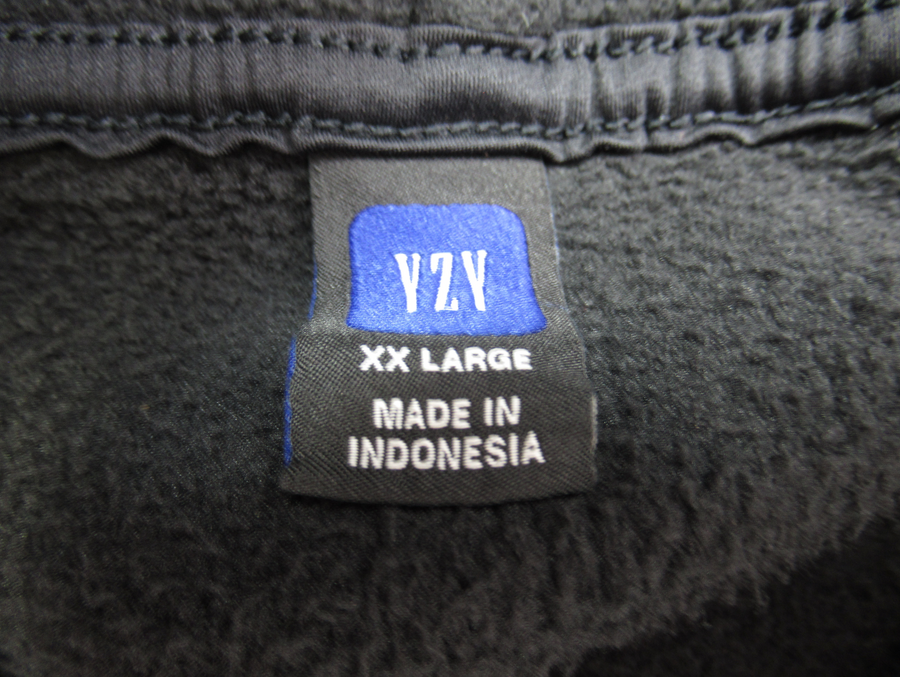 YZY
XX LARGE
MADE IN
INDONESIA